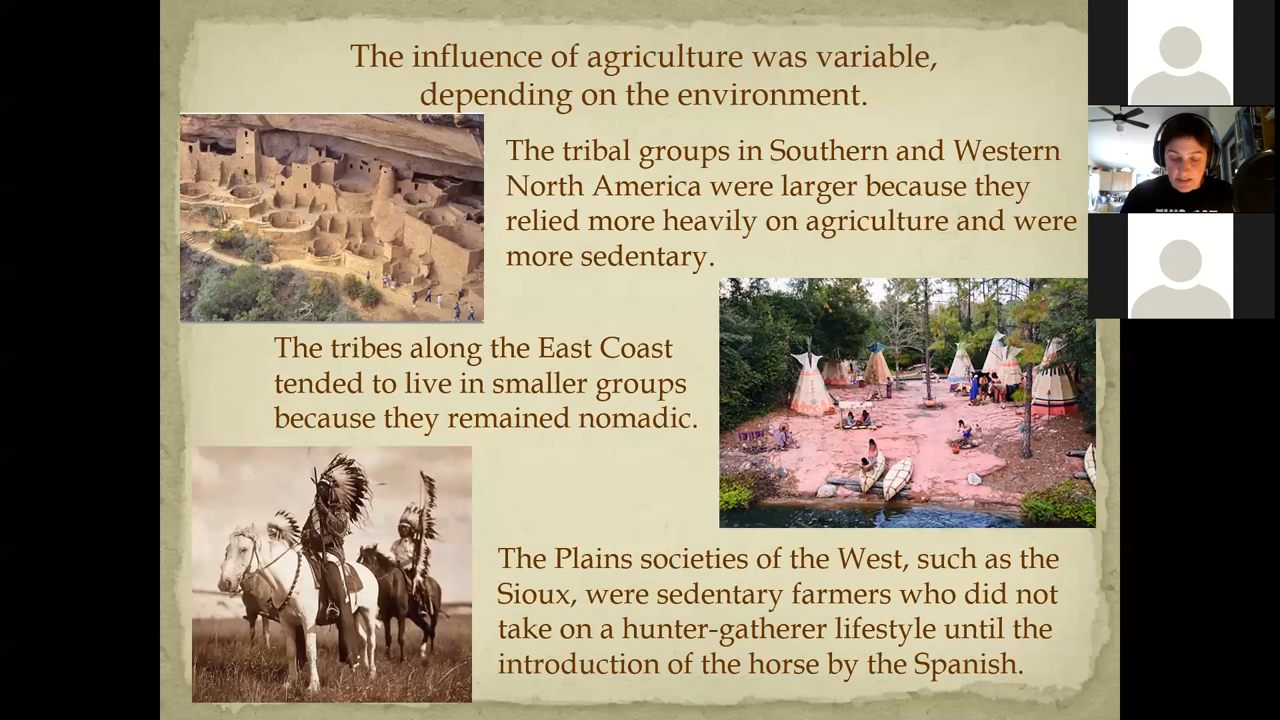 The influence of agriculture was variable,
depending on the environment.
The tribal groups in Southern and Western
North America were larger because they
relied more heavily on agriculture and were
more sedentary.
The tribes along the East Coast
tended to live in smaller groups
because they remained nomadic.
The Plains societies of the West, such as the
Sioux, were sedentary farmers who did not
take on a hunter-gatherer lifestyle until the
introduction of the horse by the Spanish.